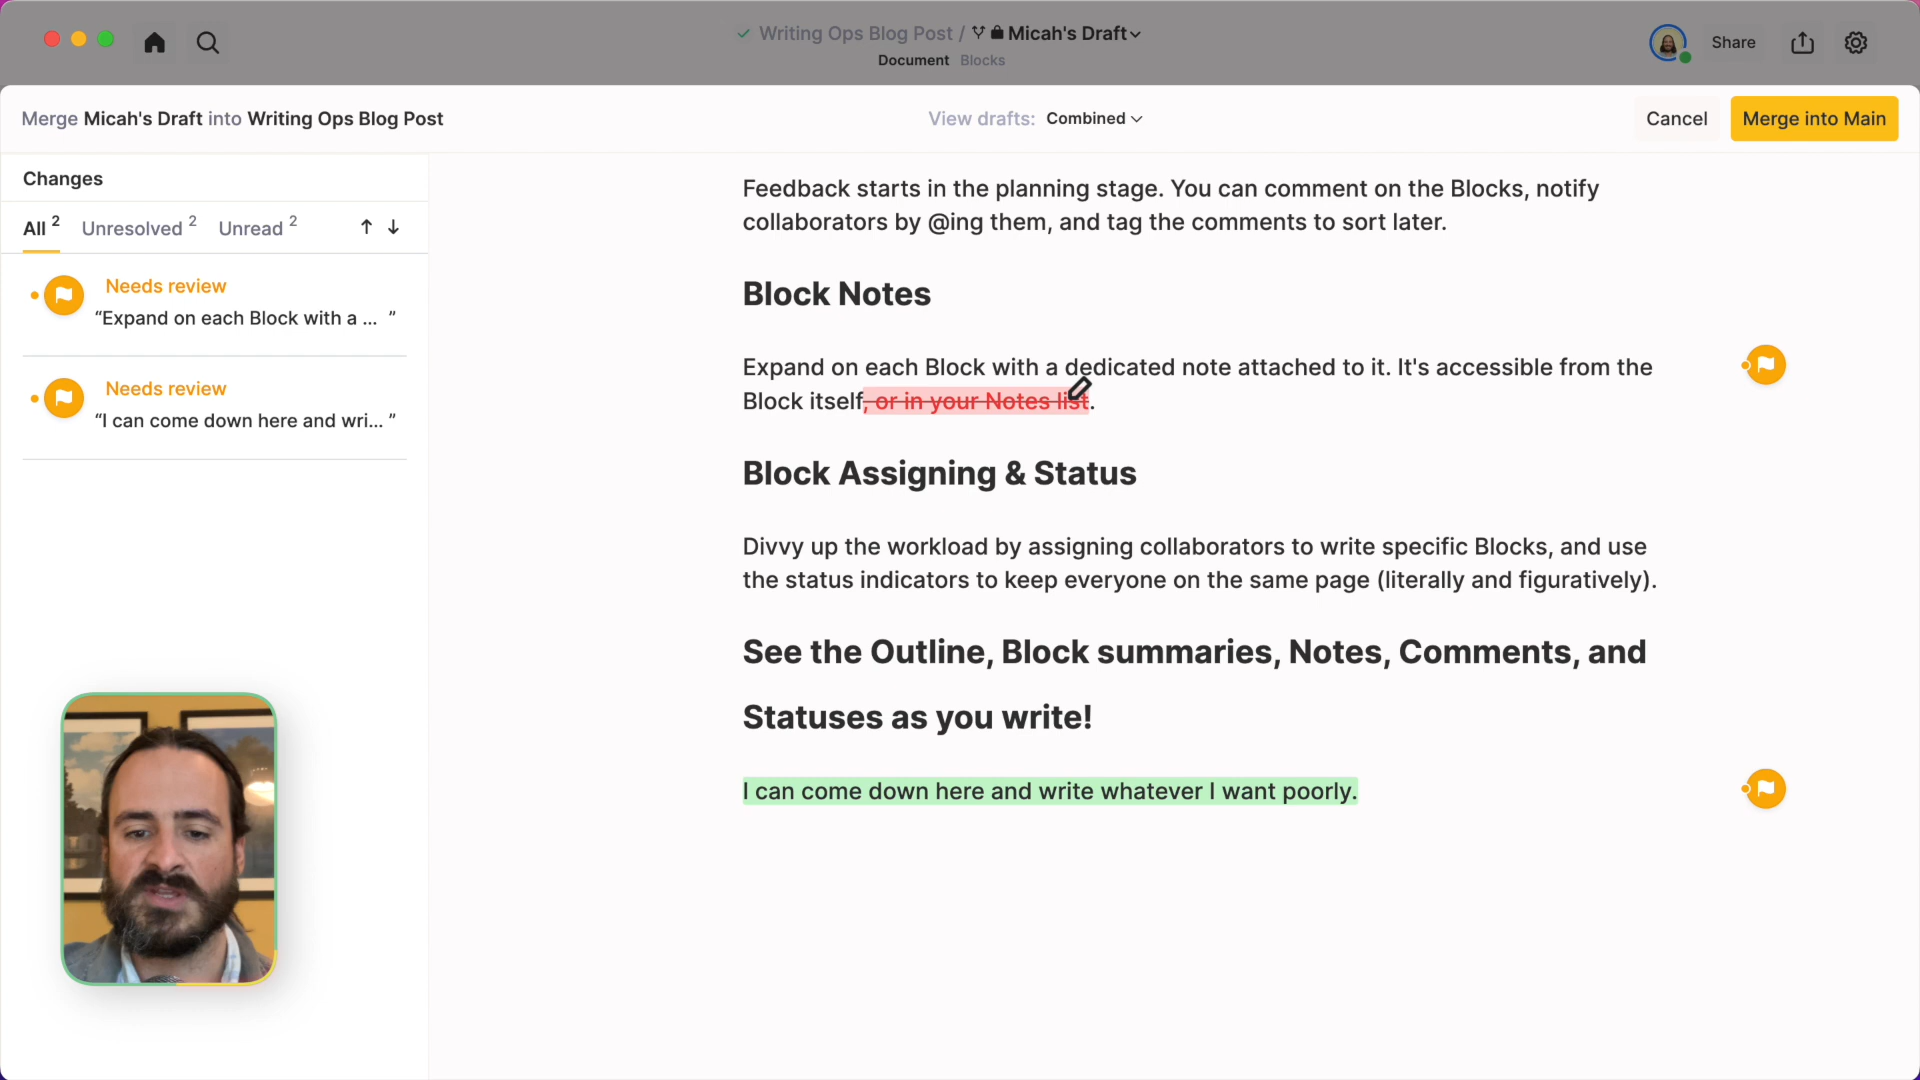 Writing Ops Blog Post / Micah's Draft
Document Blocks
Share
Merge Micah's Draft into Writing Ops Blog Post
View drafts: Combined
Cancel
Merge into Main
Changes
All 2 Unresolved 2 Unread 2
Needs review
“Expand on each Block with a ... ”
Needs review
“I can come down here and wri... ”
Feedback starts in the planning stage. You can comment on the Blocks, notify
collaborators by @ing them, and tag the comments to sort later.
Block Notes
Expand on each Block with a dedicated note attached to it. It's accessible from the
Block itself, or in your Notes list.
Block Assigning & Status
Divvy up the workload by assigning collaborators to write specific Blocks, and use
the status indicators to keep everyone on the same page (literally and figuratively).
See the Outline, Block summaries, Notes, Comments, and
Statuses as you write!
I can come down here and write whatever I want poorly.